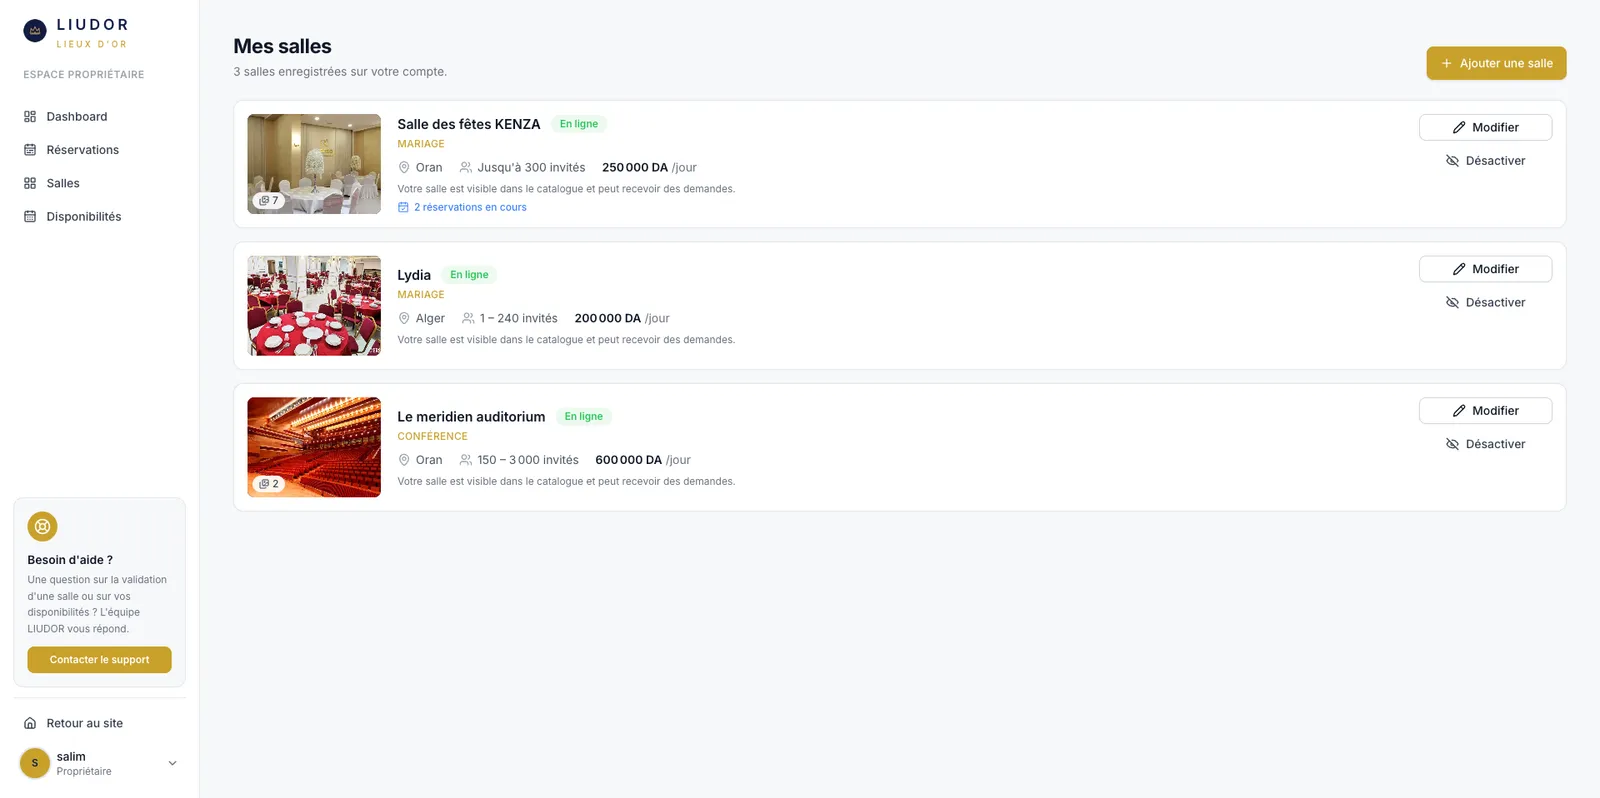 LIUDOR
LIEUX D'OR
ESPACE PROPRIÉTAIRE
Dashboard
Réservations
Salles
Disponibilités
Besoin d'aide ?
Une question sur la validation
d'une salle ou sur vos
disponibilités ? L'équipe
LIUDOR vous répond.
Contacter le support
Retour au site
S
salim
Propriétaire
Mes salles
3 salles enregistrées sur votre compte.
+ Ajouter une salle
7
Salle des fêtes KENZA En ligne
MARIAGE
Oran Jusqu'à 300 invités 250 000 DA /jour
Votre salle est visible dans le catalogue et peut recevoir des demandes.
2 réservations en cours
Modifier
Désactiver
Lydia En ligne
MARIAGE
Alger 1 – 240 invités 200 000 DA /jour
Votre salle est visible dans le catalogue et peut recevoir des demandes.
Modifier
Désactiver
2
Le meridien auditorium En ligne
CONFÉRENCE
Oran 150 – 3 000 invités 600 000 DA /jour
Votre salle est visible dans le catalogue et peut recevoir des demandes.
Modifier
Désactiver